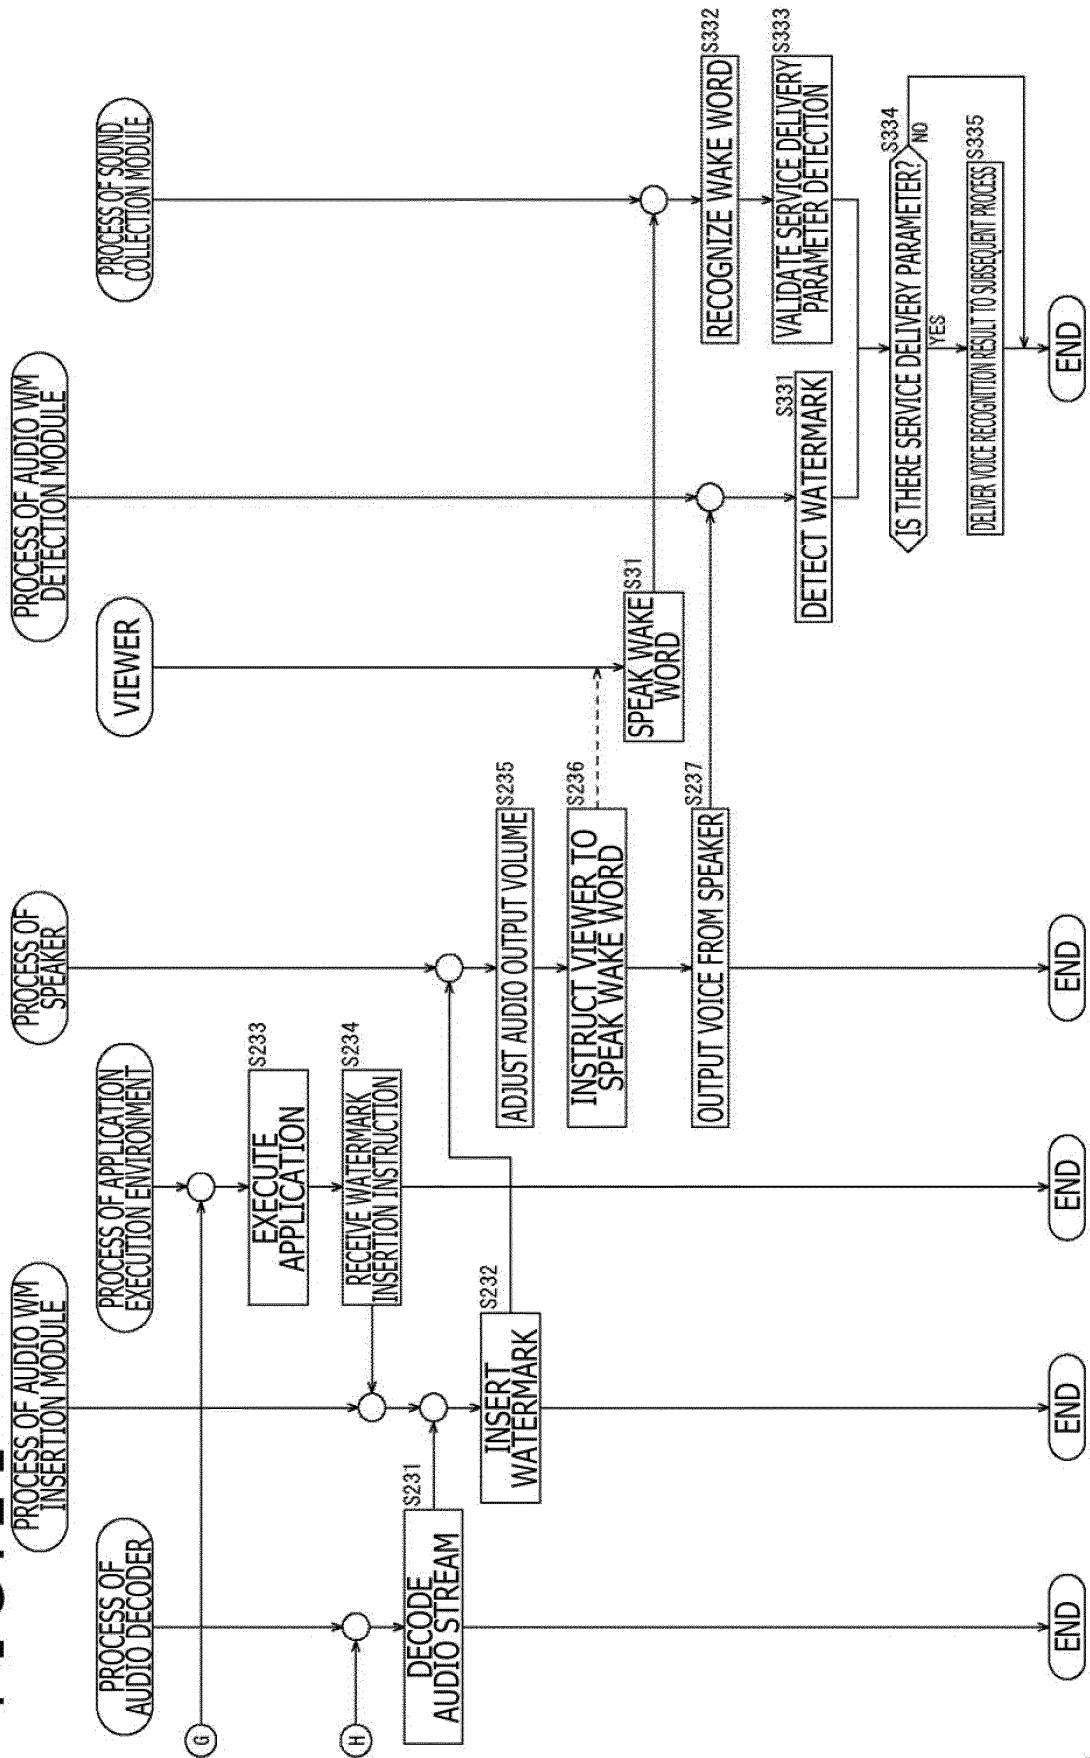 PROCESS OF
AUDIO DECODER
PROCESS OF AUDIO WM
INSERTION MODULE
PROCESS OF APPLICATION
EXECUTION ENVIRONMENT
PROCESS OF
SPEAKER
VIEWER
PROCESS OF AUDIO WM
DETECTION MODULE
PROCESS OF SOUND
COLLECTION MODULE
G
S233
EXECUTE
APPLICATION
H
S234
RECEIVE WATERMARK
INSERTION INSTRUCTION
S231
DECODE
AUDIO STREAM
S232
INSERT
WATERMARK
S235
ADJUST AUDIO OUTPUT VOLUME
S236
INSTRUCT VIEWER TO
SPEAK WAKE WORD
S31
SPEAK WAKE
WORD
S237
OUTPUT VOICE FROM SPEAKER
S332
RECOGNIZE WAKE WORD
S333
VALIDATE SERVICE DELIVERY
PARAMETER DETECTION
S331
DETECT WATERMARK
S334
IS THERE SERVICE DELIVERY PARAMETER?
NO
YES
S335
DELIVER VOICE RECOGNITION RESULT TO SUBSEQUENT PROCESS
END
END
END
END
END